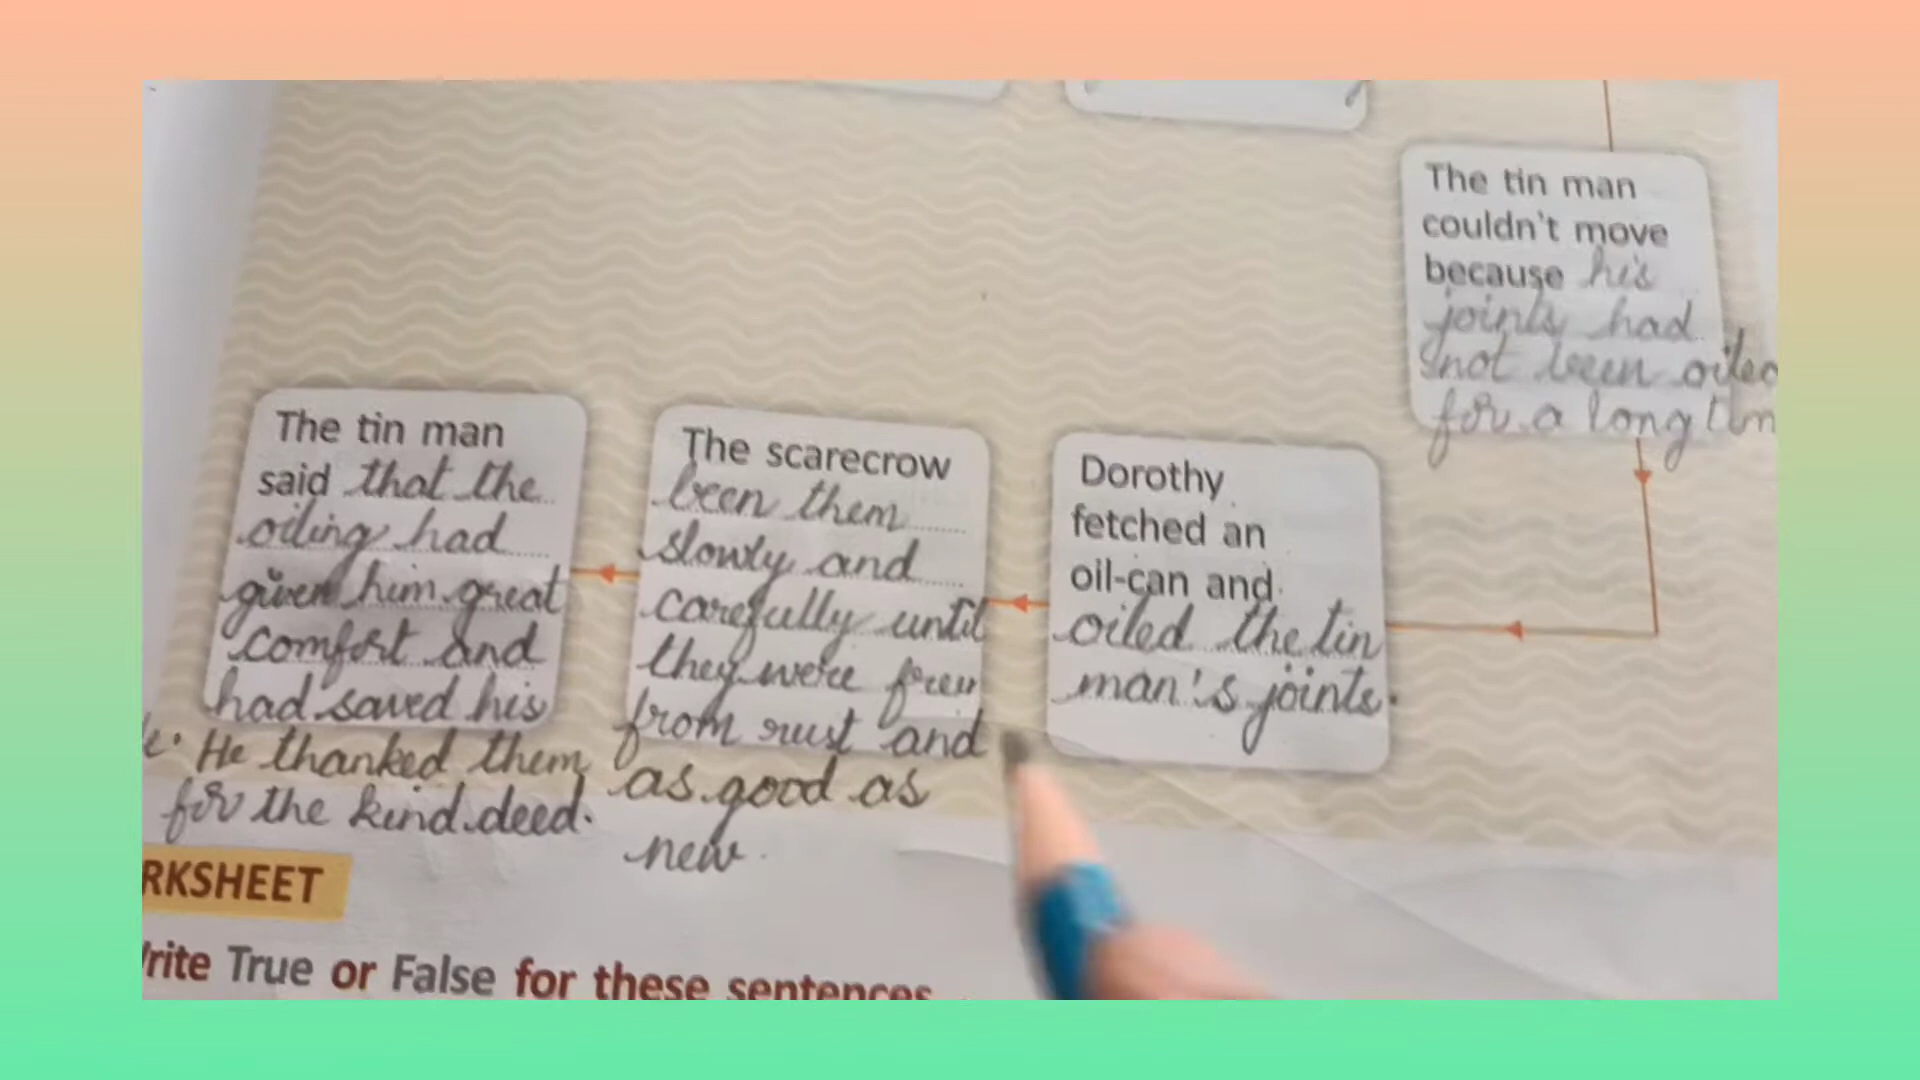 The tin man
couldn't move
because his
joints had
not been oiled
for a long tim
Dorothy
fetched an
oil-can and
oiled the tin
man's joints.
The scarecrow
been them
slowly and
carefully until
they were free
from rust and
as good as
new.
The tin man
said that the
oiling had
given him great
comfort and
had saved his
e. He thanked them
for the kind deed.
RKSHEET
rite True or False for these sentences